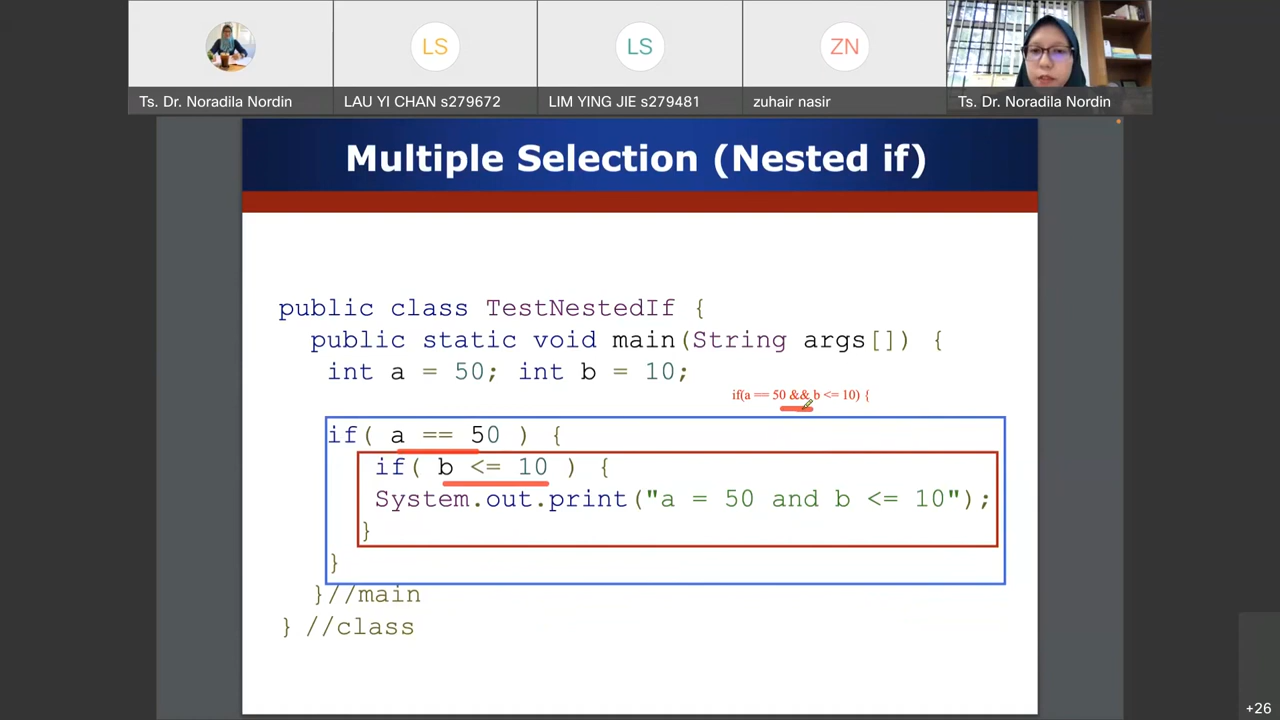 LS
LS
ZN
Ts. Dr. Noradila Nordin
LAU YI CHAN s279672
LIM YING JIE s279481
zuhair nasir
Ts. Dr. Noradila Nordin
Multiple Selection (Nested if)
public class TestNestedIf {
public static void main(String args[]) {
int a = 50; int b = 10;
if(a == 50 && b <= 10) {
if( a == 50 ) {
if( b <= 10 ) {
System.out.print("a = 50 and b <= 10");
}
}
}//main
} //class
+26